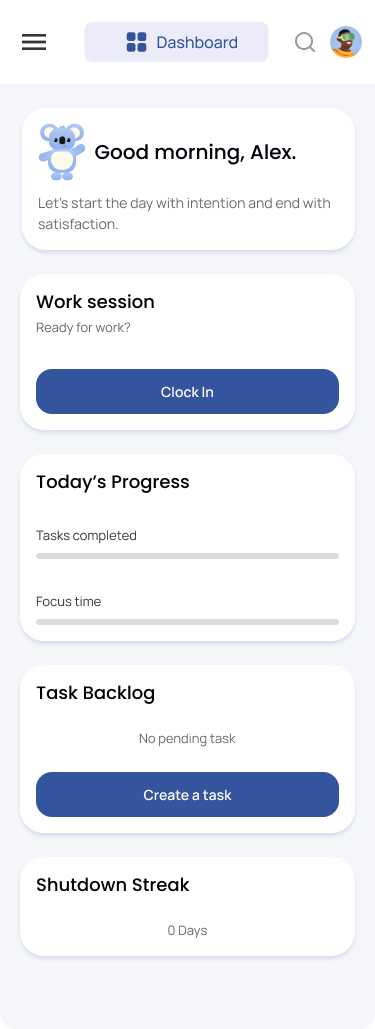 Dashboard
Good morning, Alex.
Let’s start the day with intention and end with
satisfaction.
Work session
Ready for work?
Clock In
Today’s Progress
Tasks completed
Focus time
Task Backlog
No pending task
Create a task
Shutdown Streak
0 Days